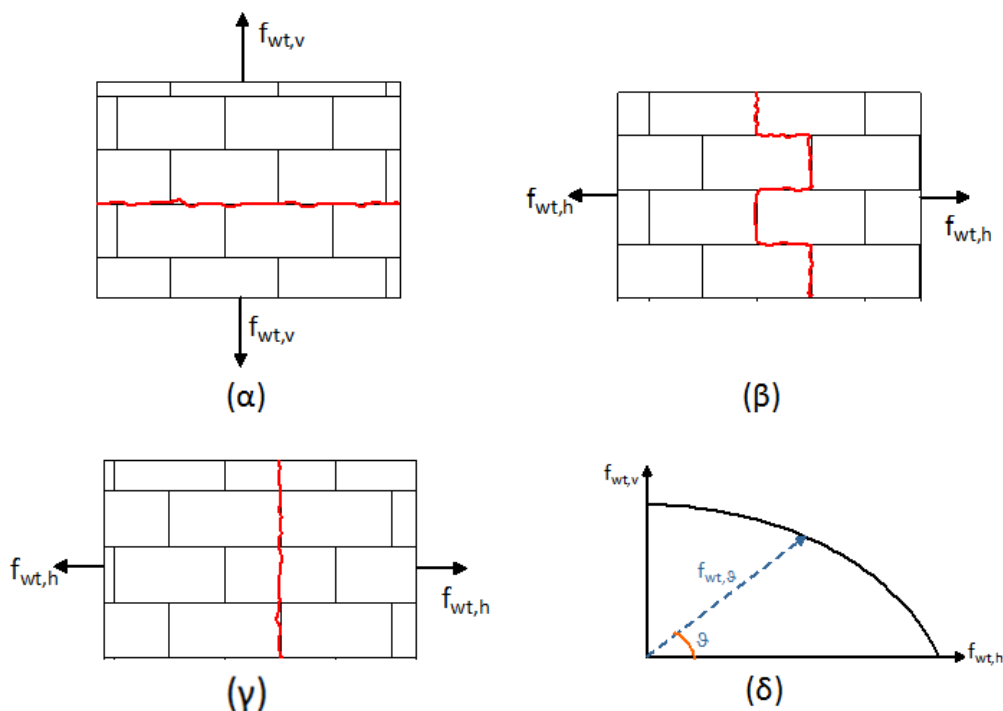 f_wt,v
f_wt,v
(α)
f_wt,h
f_wt,h
(β)
f_wt,h
f_wt,h
(γ)
f_wt,v
f_wt,θ
θ
f_wt,h
(δ)